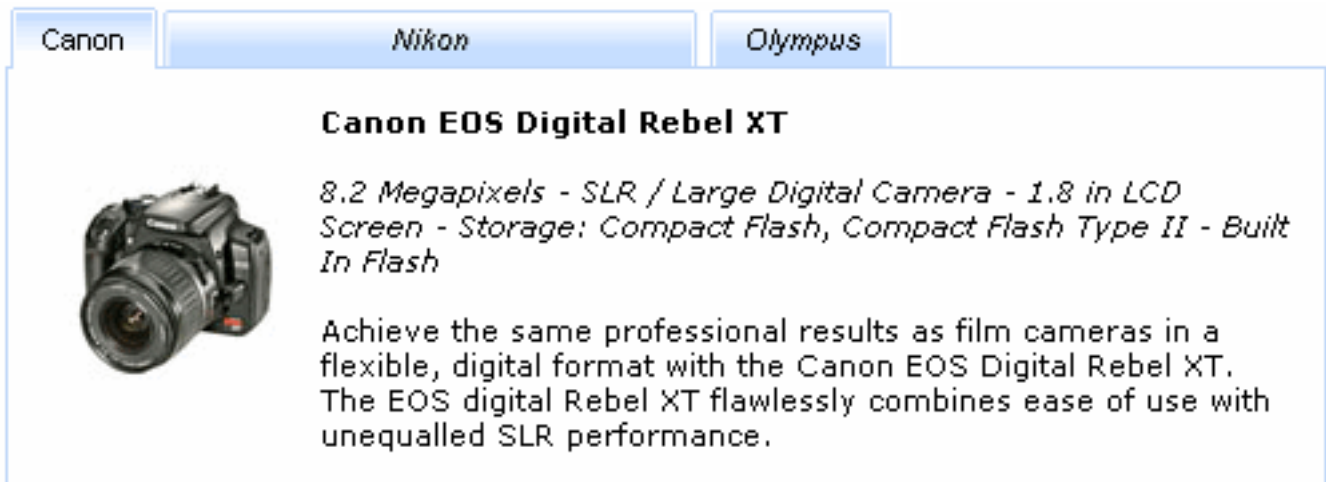 Canon Nikon Olympus
Canon EOS Digital Rebel XT
8.2 Megapixels - SLR / Large Digital Camera - 1.8 in LCD
Screen - Storage: Compact Flash, Compact Flash Type II - Built
In Flash
Achieve the same professional results as film cameras in a
flexible, digital format with the Canon EOS Digital Rebel XT.
The EOS digital Rebel XT flawlessly combines ease of use with
unequalled SLR performance.